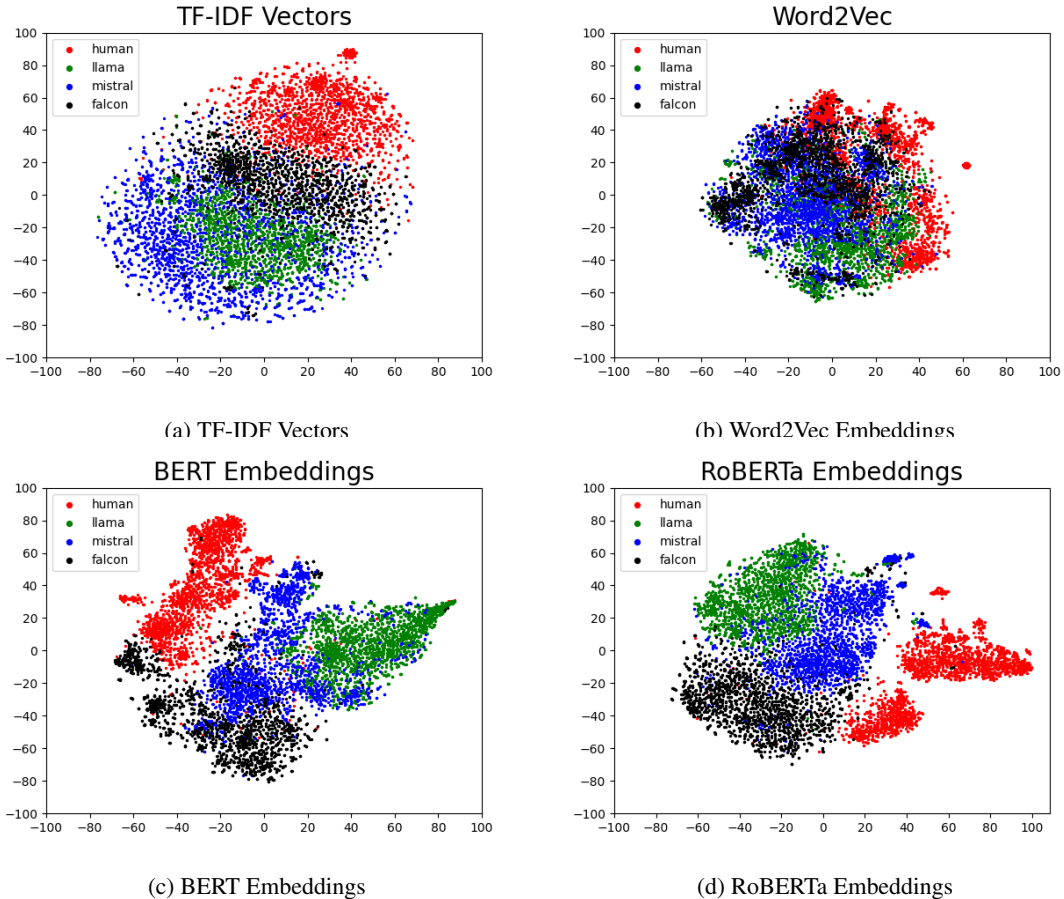 TF-IDF Vectors
100
80
60
40
20
0
−20
−40
−60
−80
−100
−100 −80 −60 −40 −20 0 20 40 60 80 100
human
llama
mistral
falcon
(a) TF-IDF Vectors
Word2Vec
100
80
60
40
20
0
−20
−40
−60
−80
−100
−100 −80 −60 −40 −20 0 20 40 60 80 100
human
llama
mistral
falcon
(b) Word2Vec Embeddings
BERT Embeddings
100
80
60
40
20
0
−20
−40
−60
−80
−100
−100 −80 −60 −40 −20 0 20 40 60 80 100
human
llama
mistral
falcon
(c) BERT Embeddings
RoBERTa Embeddings
100
80
60
40
20
0
−20
−40
−60
−80
−100
−100 −80 −60 −40 −20 0 20 40 60 80 100
human
llama
mistral
falcon
(d) RoBERTa Embeddings